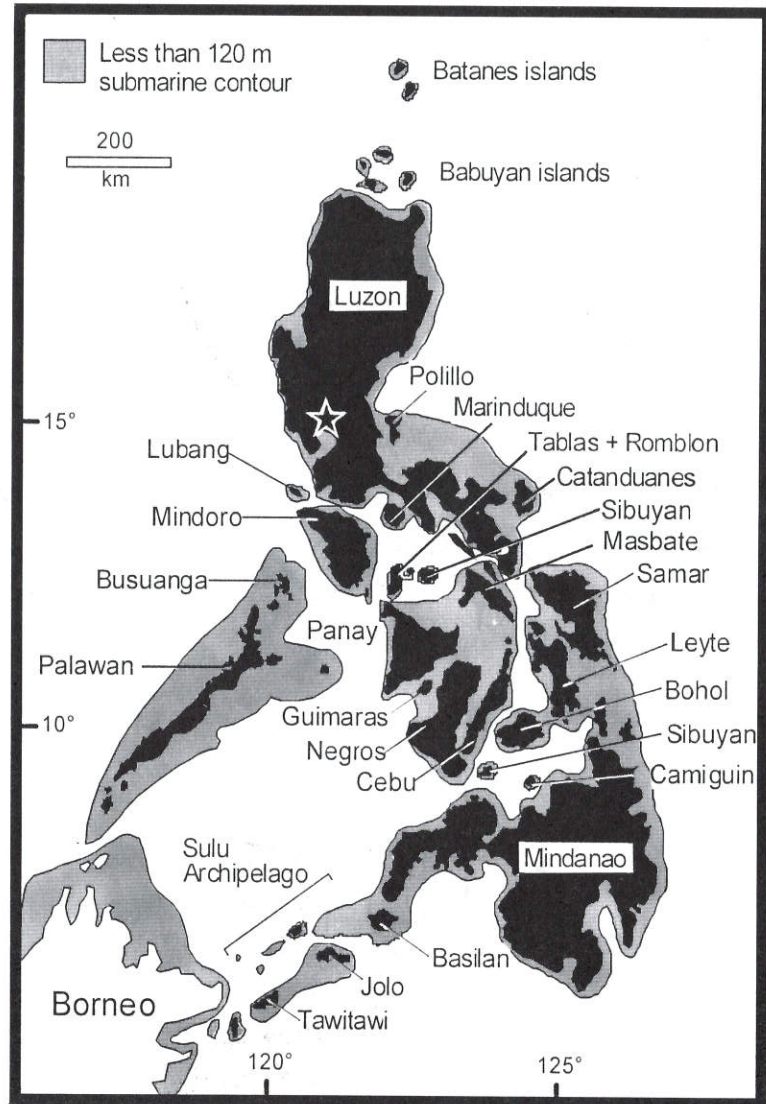 Less than 120 m
submarine contour
Batanes islands
200
km
Babuyan islands
Luzon
Polillo
15°
Marinduque
Tablas + Romblon
Lubang
Catanduanes
Mindoro
Sibuyan
Masbate
Busuanga
Samar
Panay
Palawan
Leyte
Bohol
Guimaras
10°
Negros
Sibuyan
Cebu
Camiguin
Sulu
Archipelago
Mindanao
Basilan
Jolo
Borneo
Tawitawi
120°
125°